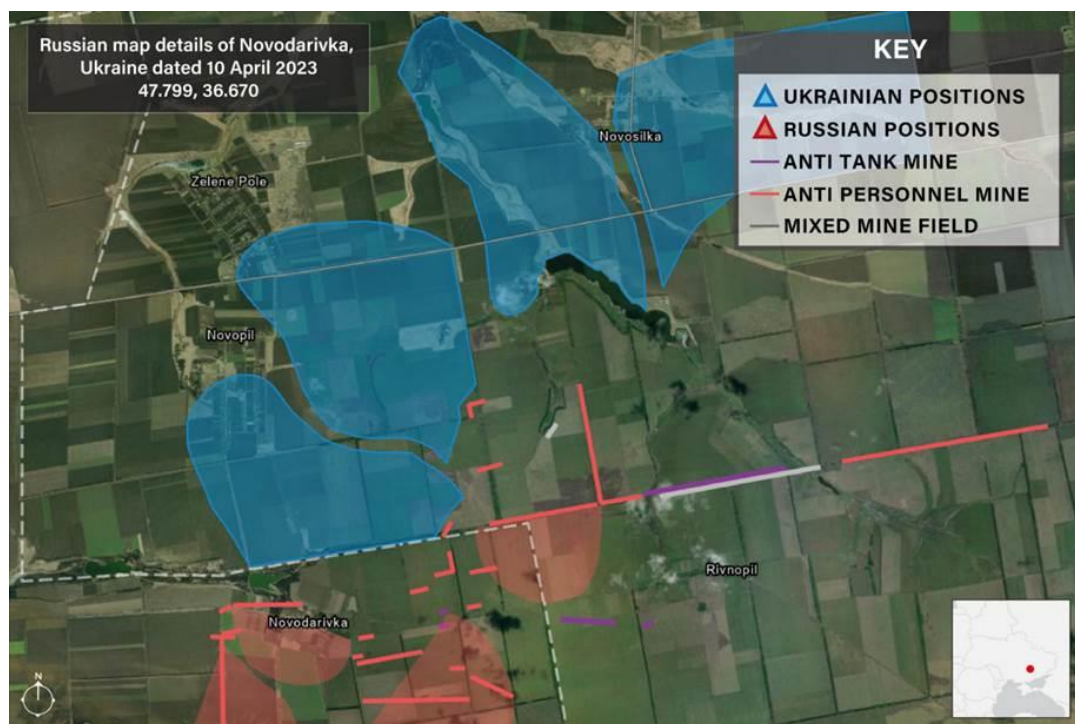 Russian map details of Novodarivka,
Ukraine dated 10 April 2023
47.799, 36.670
KEY
UKRAINIAN POSITIONS
RUSSIAN POSITIONS
ANTI TANK MINE
ANTI PERSONNEL MINE
MIXED MINE FIELD
Novosilka
Zelene Pole
Novopil
Rivnopil
Novodarivka
N